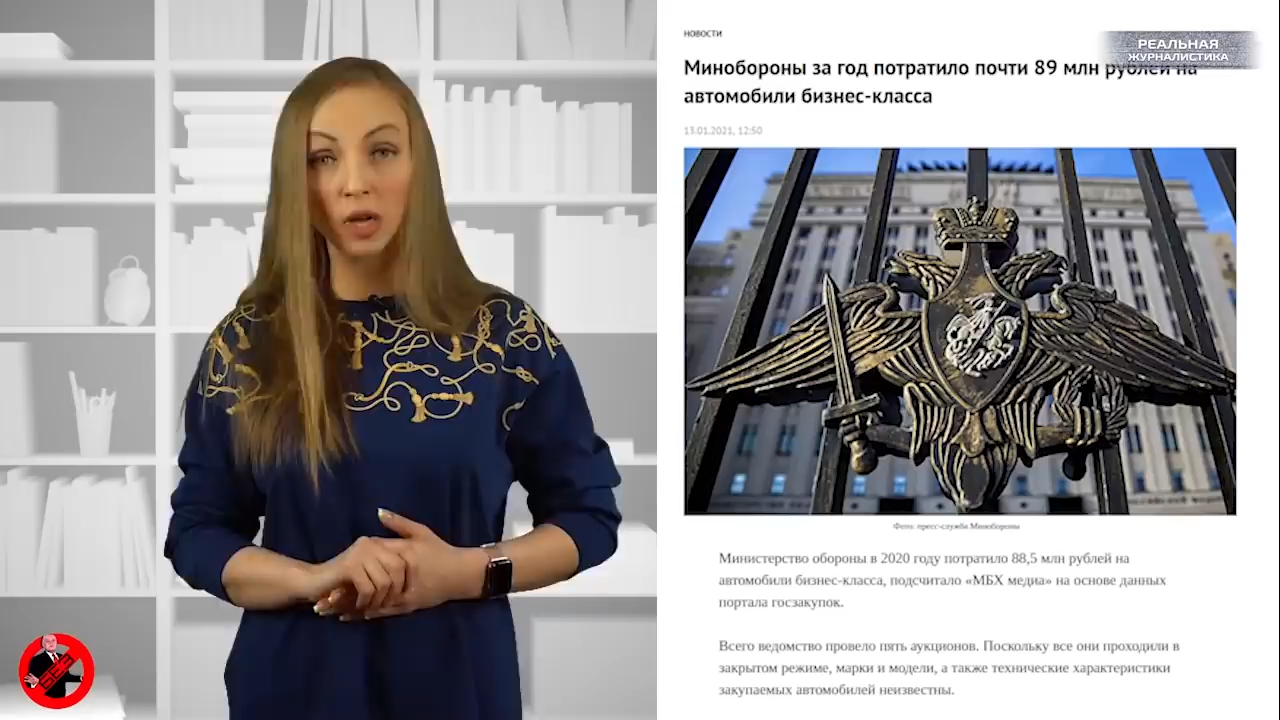 НОВОСТИ
РЕАЛЬНАЯ
ЖУРНАЛИСТИКА
Минобороны за год потратило почти 89 млн рублей на
автомобили бизнес-класса
13.01.2021, 12:50
Фото: пресс-служба Минобороны
Министерство обороны в 2020 году потратило 88,5 млн рублей на
автомобили бизнес-класса, подсчитало «МБХ медиа» на основе данных
портала госзакупок.
Всего ведомство провело пять аукционов. Поскольку все они проходили в
закрытом режиме, марки и модели, а также технические характеристики
закупаемых автомобилей неизвестны.